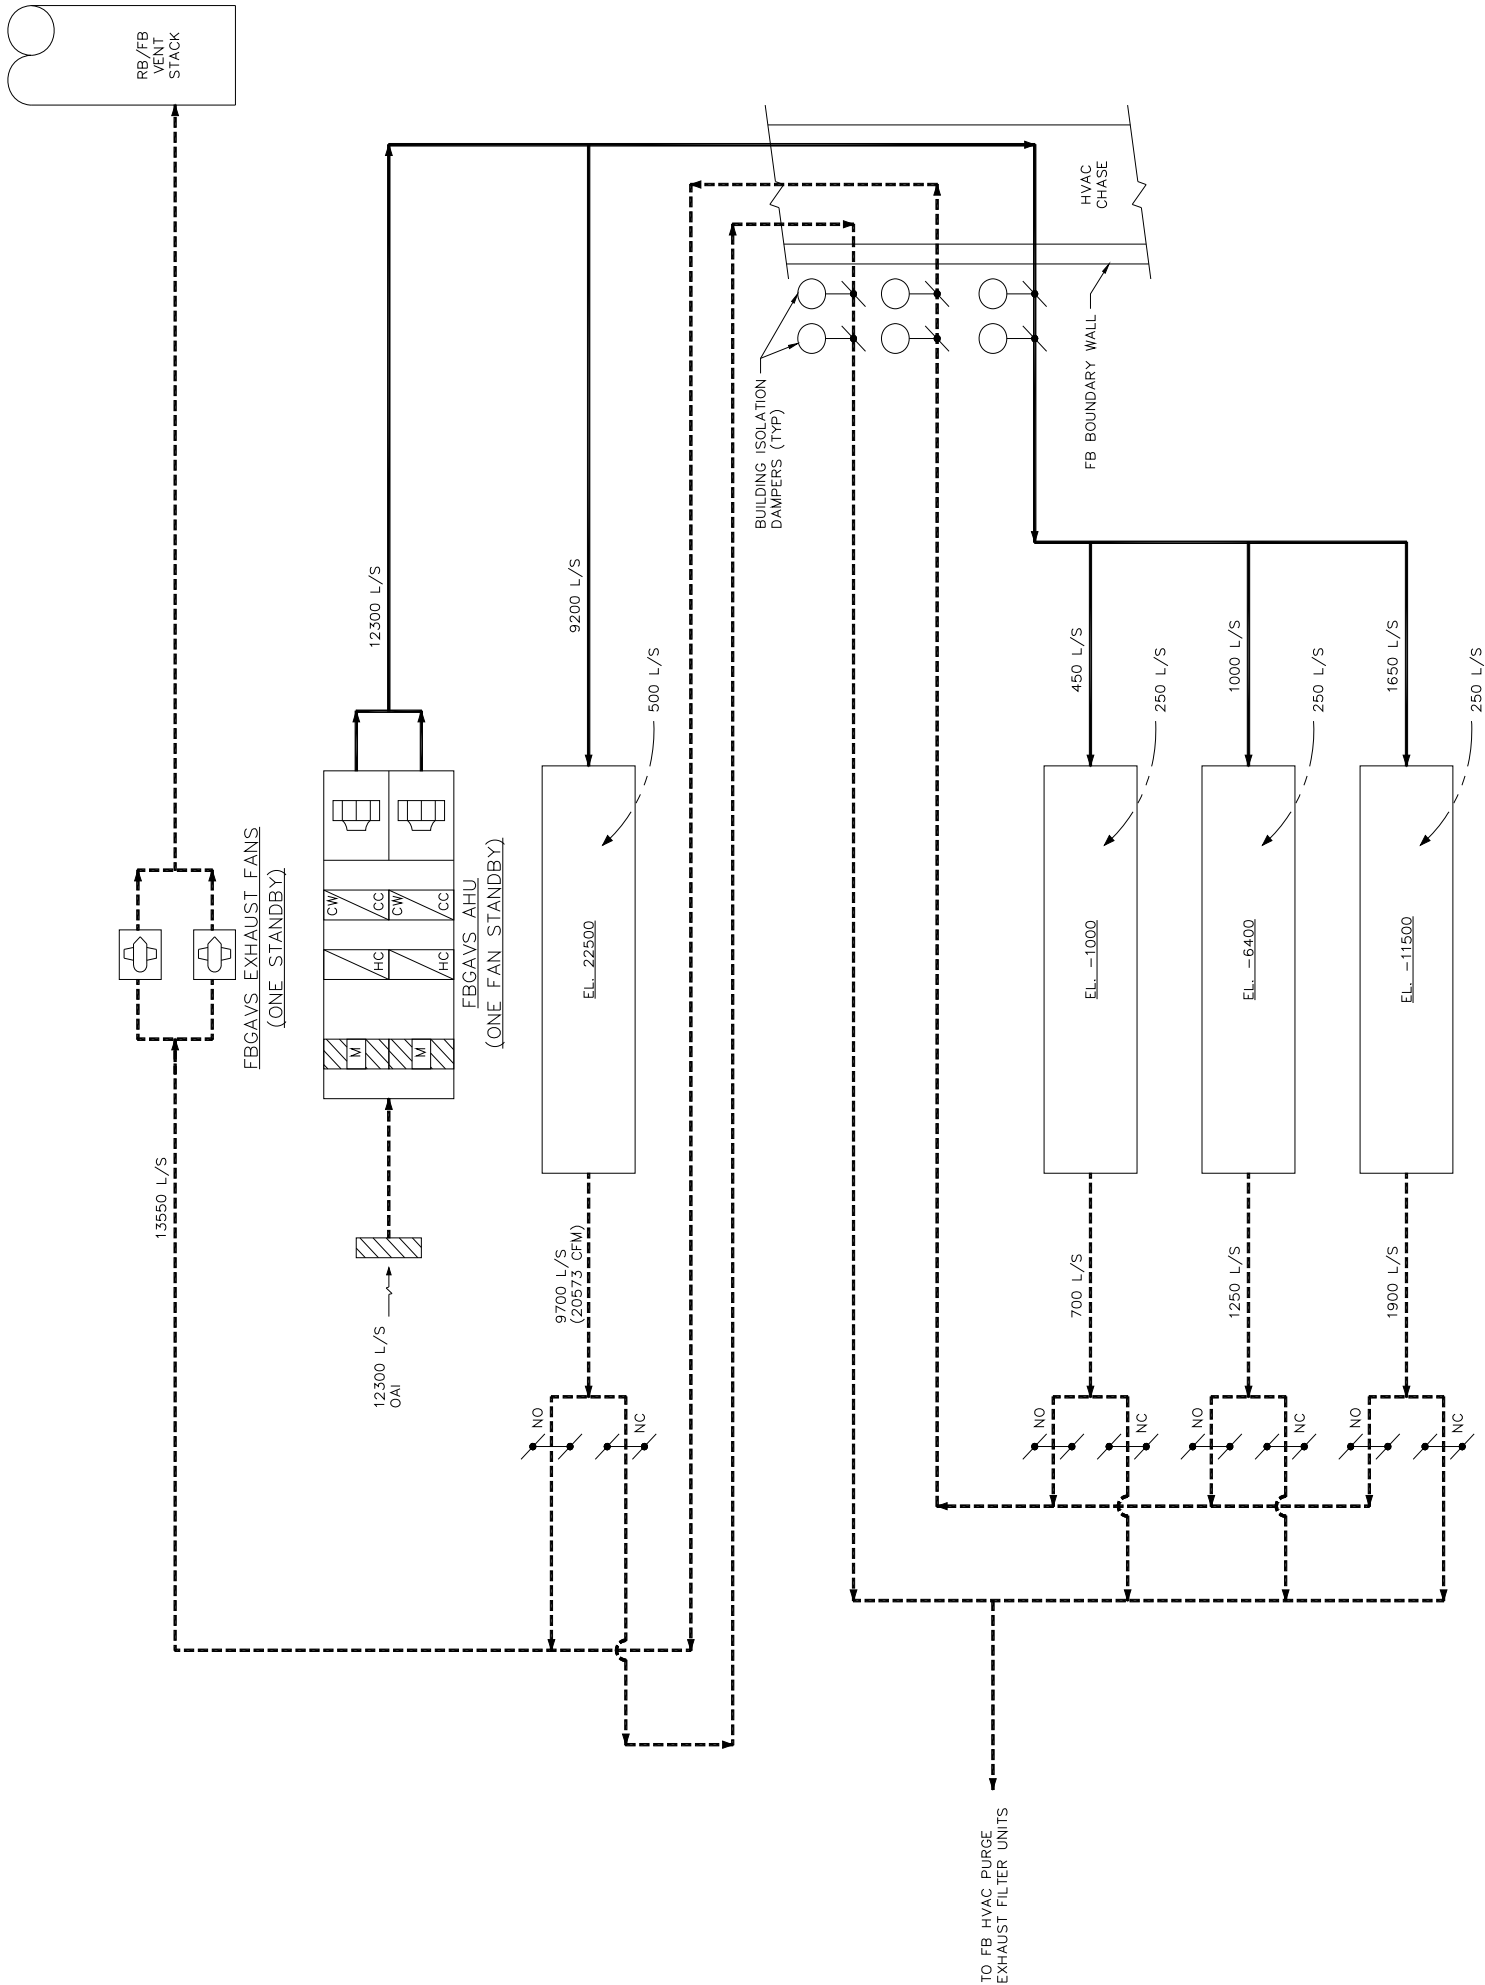 RB/FB
VENT
STACK
13550 L/S
FBGAVS EXHAUST FANS
(ONE STANDBY)
12300 L/S
OAI
M
M
HC
HC
CW
CC
CW
CC
FBGAVS AHU
(ONE FAN STANDBY)
12300 L/S
9200 L/S
500 L/S
EL. 22500
9700 L/S
(20573 CFM)
NO
NC
BUILDING ISOLATION
DAMPERS (TYP)
HVAC
CHASE
FB BOUNDARY WALL
450 L/S
250 L/S
EL. -1000
700 L/S
NO
NC
1000 L/S
250 L/S
EL. -6400
1250 L/S
NO
NC
1650 L/S
250 L/S
EL. -11500
1900 L/S
NO
NC
TO FB HVAC PURGE
EXHAUST FILTER UNITS